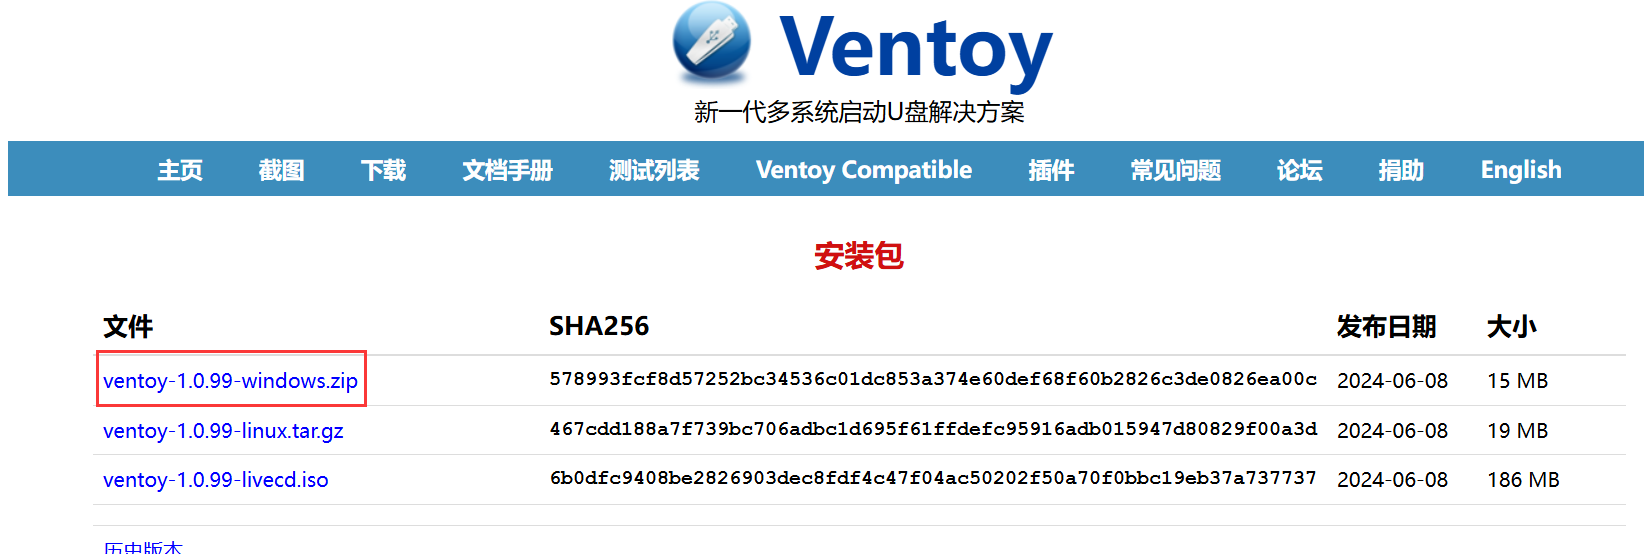 Ventoy
新一代多系统启动U盘解决方案
主页 截图 下载 文档手册 测试列表 Ventoy Compatible 插件 常见问题 论坛 捐助 English
安装包
文件 SHA256 发布日期 大小
ventoy-1.0.99-windows.zip 578993fcf8d57252bc34536c01dc853a374e60def68f60b2826c3de0826ea00c 2024-06-08 15 MB
ventoy-1.0.99-linux.tar.gz 467cdd188a7f739bc706adbc1d695f61ffdefc95916adb015947d80829f00a3d 2024-06-08 19 MB
ventoy-1.0.99-livecd.iso 6b0dfc9408be2826903dec8fdf4c47f04ac50202f50a70f0bbc19eb37a737737 2024-06-08 186 MB
历史版本